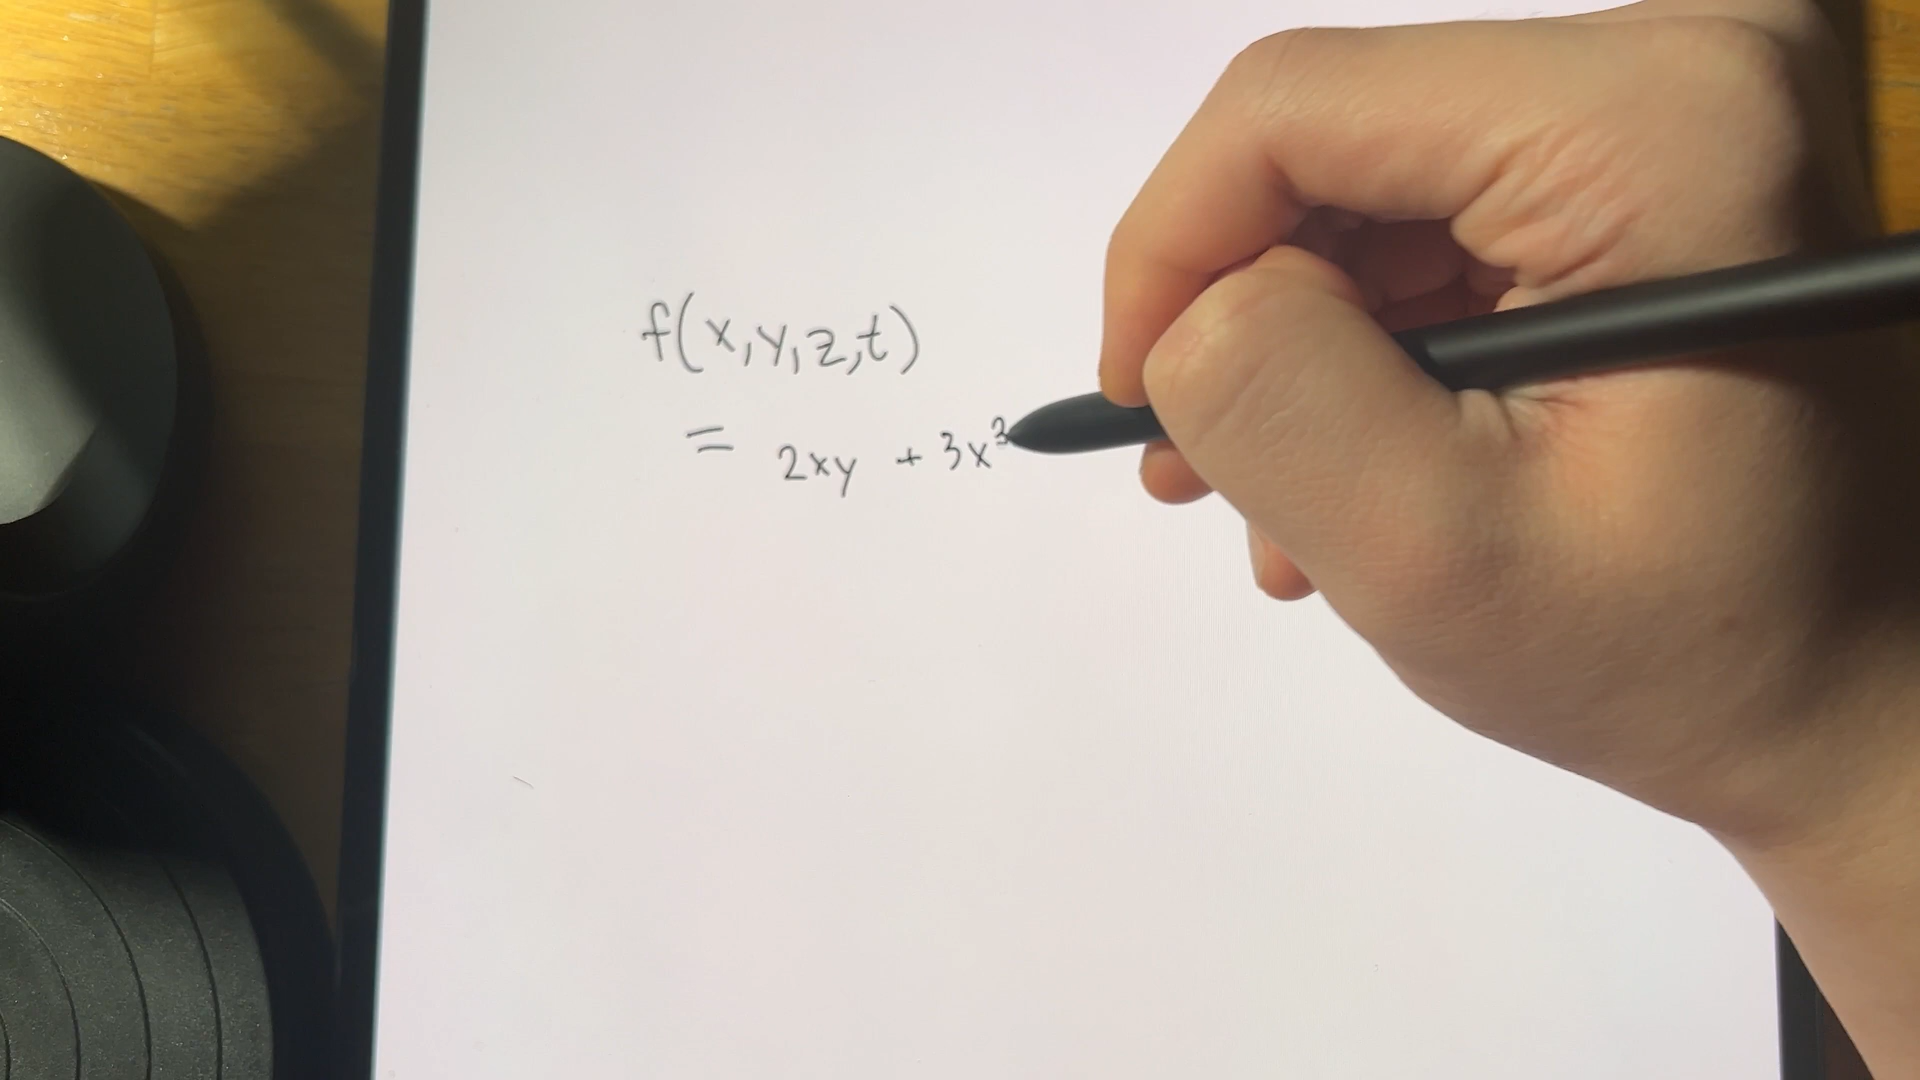 f(x,y,z,t)
= 2xy + 3x³